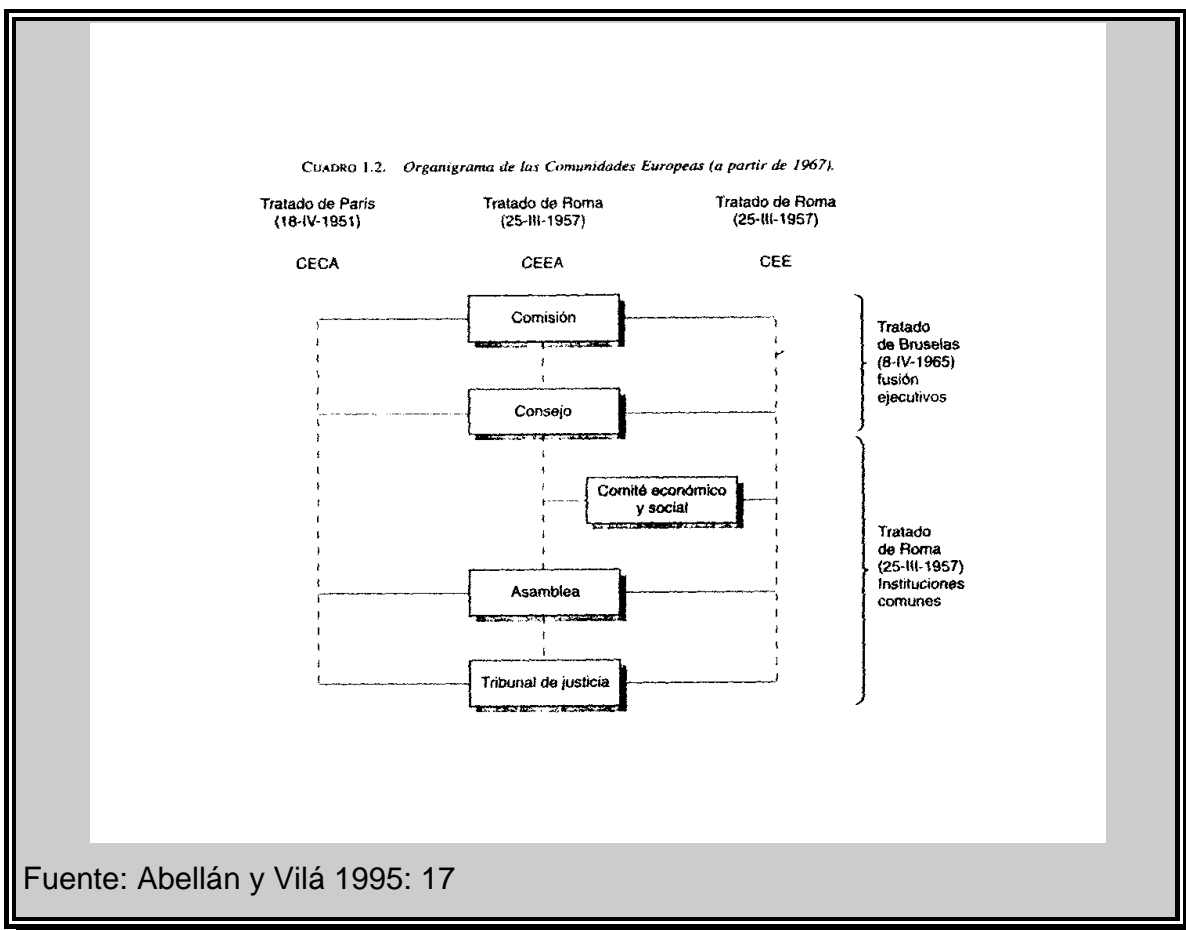 CUADRO 1.2. Organigrama de las Comunidades Europeas (a partir de 1967).
Tratado de París
(18-IV-1951)
Tratado de Roma
(25-III-1957)
Tratado de Roma
(25-III-1957)
CECA
CEEA
CEE
Comisión
Consejo
Comité económico
y social
Asamblea
Tribunal de justicia
Tratado
de Bruselas
(8-IV-1965)
fusión
ejecutivos
Tratado
de Roma
(25-III-1957)
Instituciones
comunes
Fuente: Abellán y Vilá 1995: 17